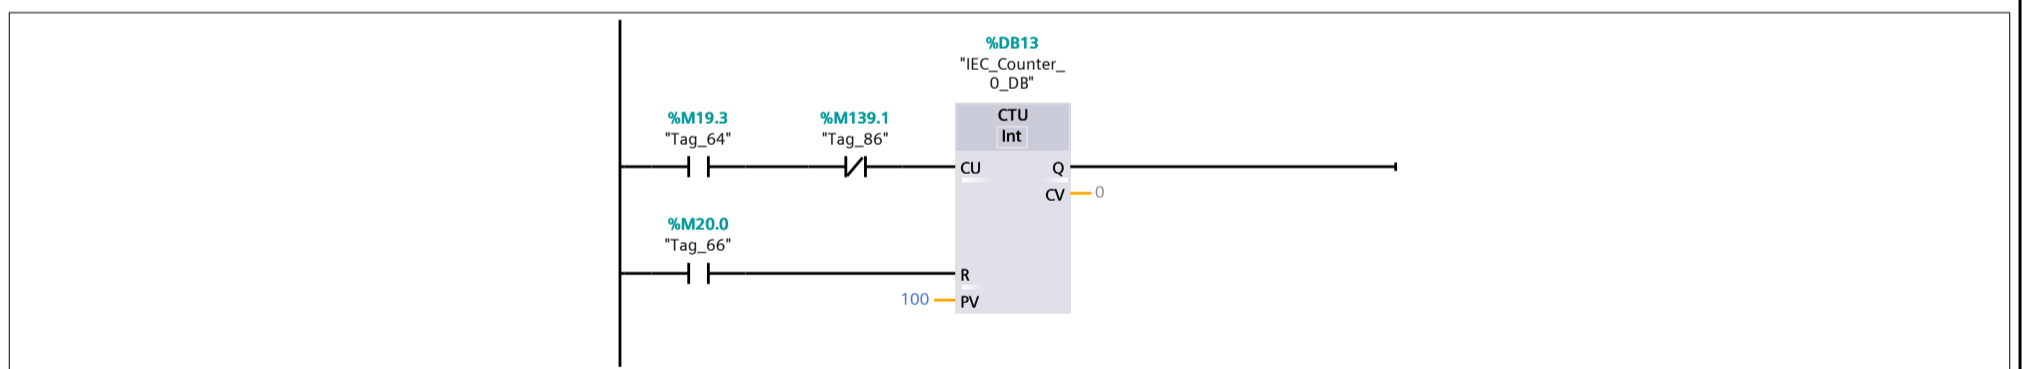 %DB13
"IEC_Counter_
0_DB"
%M19.3
"Tag_64"
%M139.1
"Tag_86"
CTU
Int
CU
Q
CV
0
%M20.0
"Tag_66"
R
100
PV